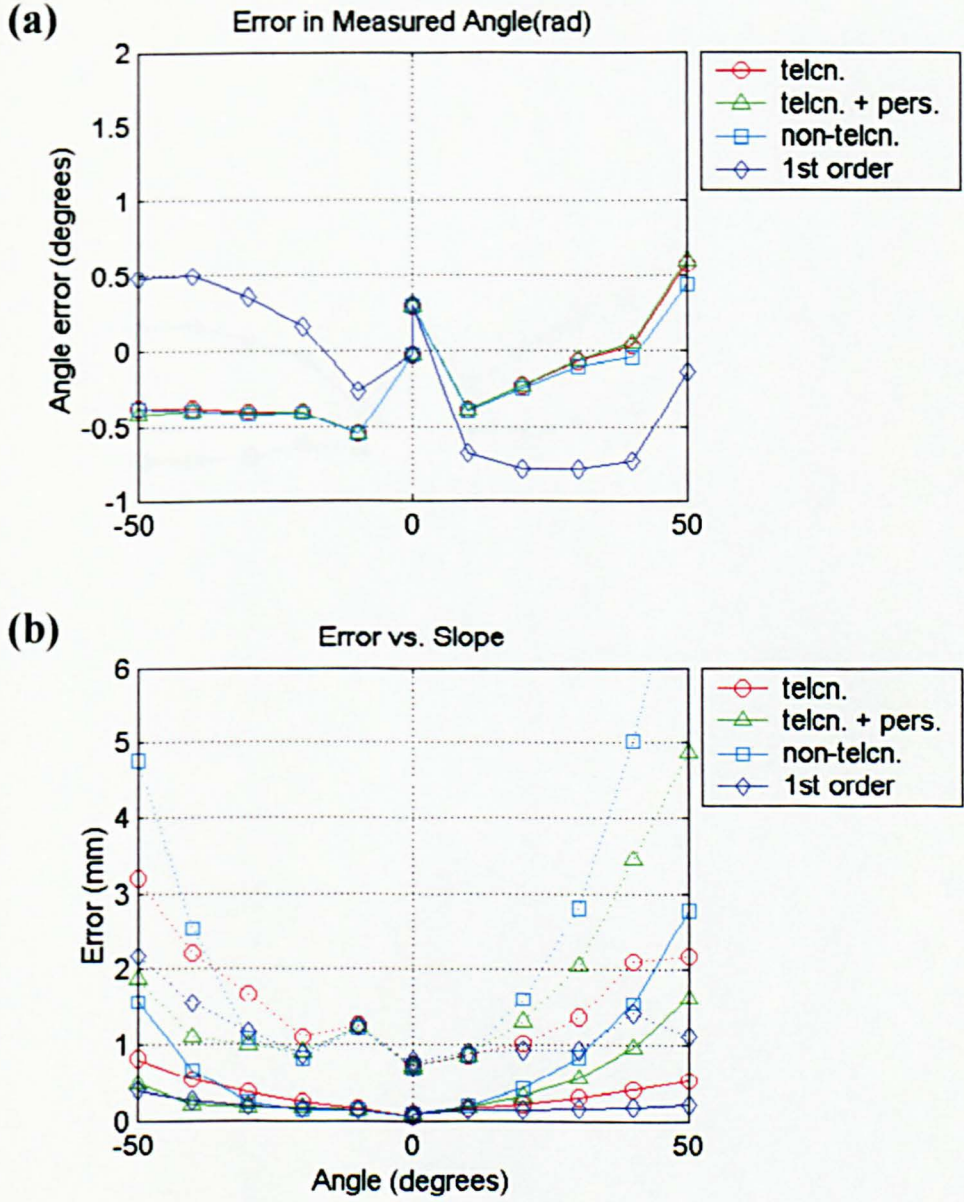 (a)
Error in Measured Angle(rad)
2
1.5
1
0.5
0
-0.5
-1
Angle error (degrees)
-50
0
50
telcn.
telcn. + pers.
non-telcn.
1st order
(b)
Error vs. Slope
6
5
4
3
2
1
0
Error (mm)
-50
0
50
Angle (degrees)
telcn.
telcn. + pers.
non-telcn.
1st order